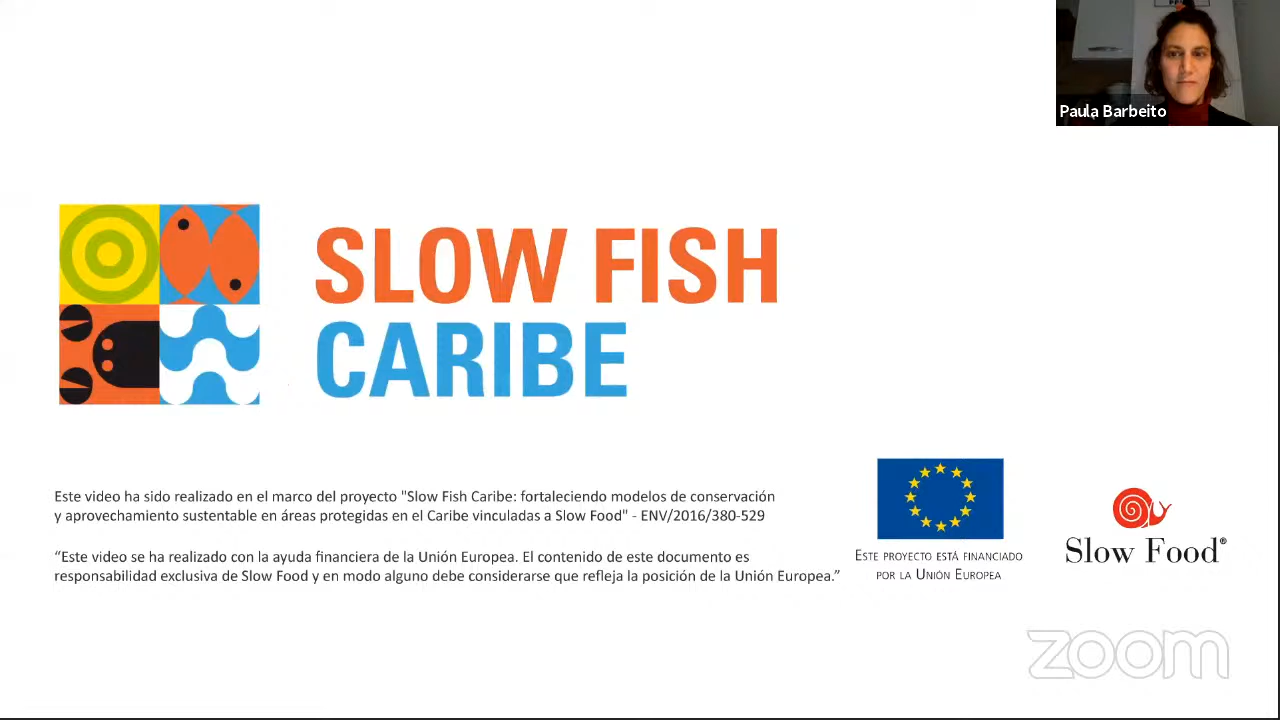 Paula Barbeito
SLOW FISH
CARIBE
Este video ha sido realizado en el marco del proyecto "Slow Fish Caribe: fortaleciendo modelos de conservación
y aprovechamiento sustentable en áreas protegidas en el Caribe vinculadas a Slow Food" - ENV/2016/380-529
“Este video se ha realizado con la ayuda financiera de la Unión Europea. El contenido de este documento es
responsabilidad exclusiva de Slow Food y en modo alguno debe considerarse que refleja la posición de la Unión Europea.”
ESTE PROYECTO ESTÁ FINANCIADO
POR LA UNIÓN EUROPEA
Slow Food®
zoom